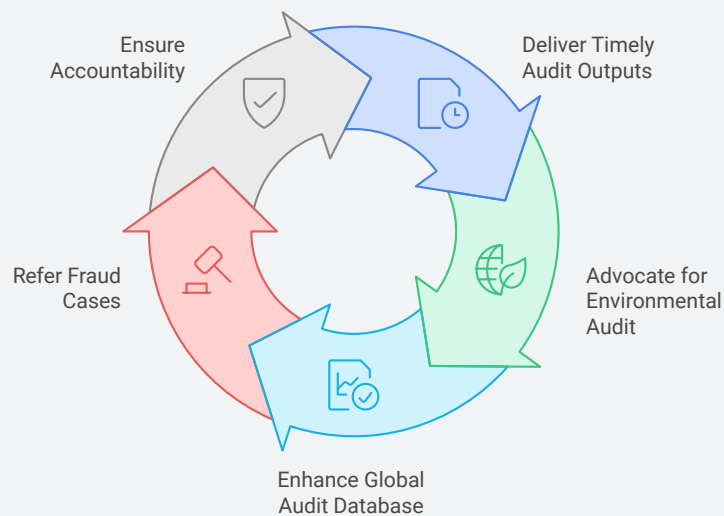 Ensure
Accountability
Deliver Timely
Audit Outputs
Refer Fraud
Cases
Advocate for
Environmental
Audit
Enhance Global
Audit Database